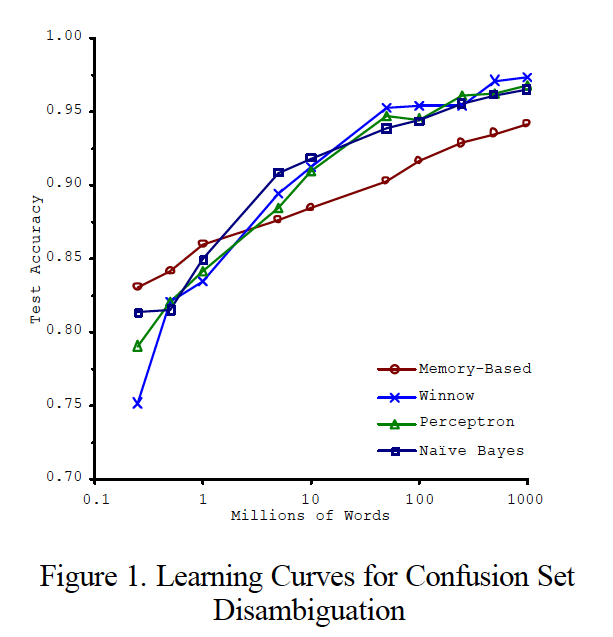 1.00
0.95
0.90
0.85
0.80
0.75
0.70
Test Accuracy
Memory-Based
Winnow
Perceptron
Naïve Bayes
0.1 1 10 100 1000
Millions of Words
Figure 1. Learning Curves for Confusion Set
Disambiguation